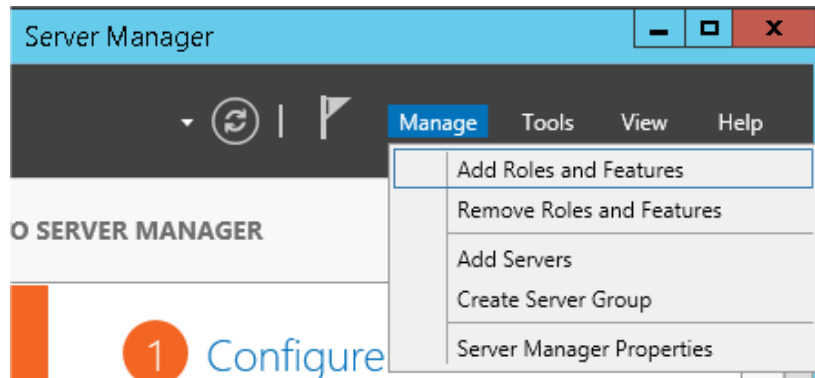 Server Manager
Manage Tools View Help
Add Roles and Features
Remove Roles and Features
O SERVER MANAGER
Add Servers
Create Server Group
1 Configure
Server Manager Properties